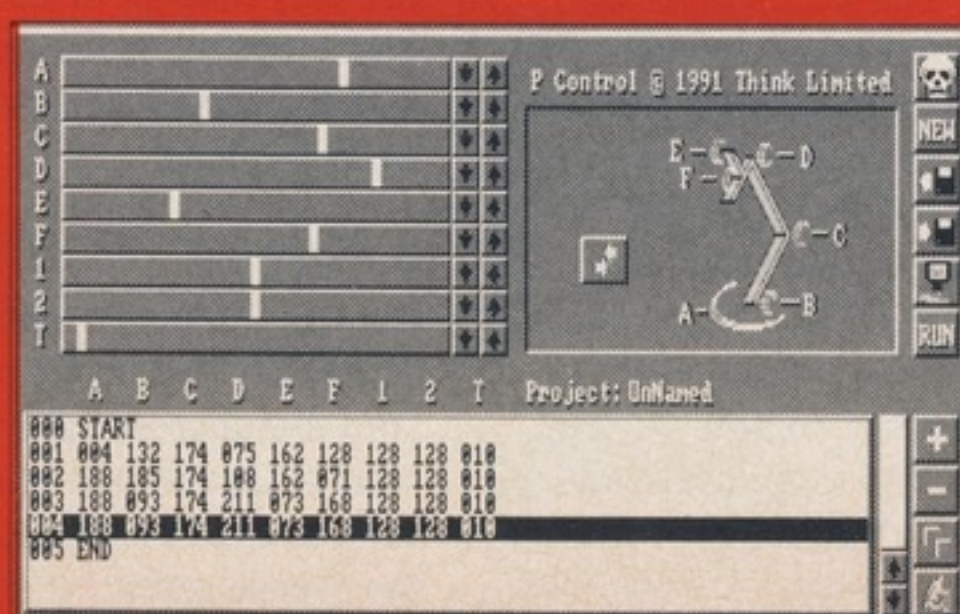 A
B
C
D
E
F
1
2
T
P Control © 1991 Think Limited
E
D
F
C
A
B
NEW
RUN
A B C D E F 1 2 T
Project: UnNamed
000 START
001 004 132 174 075 162 128 128 128 010
002 188 185 174 108 162 071 128 128 010
003 188 093 174 211 073 168 128 128 010
004 188 093 174 211 073 168 128 128 010
005 END